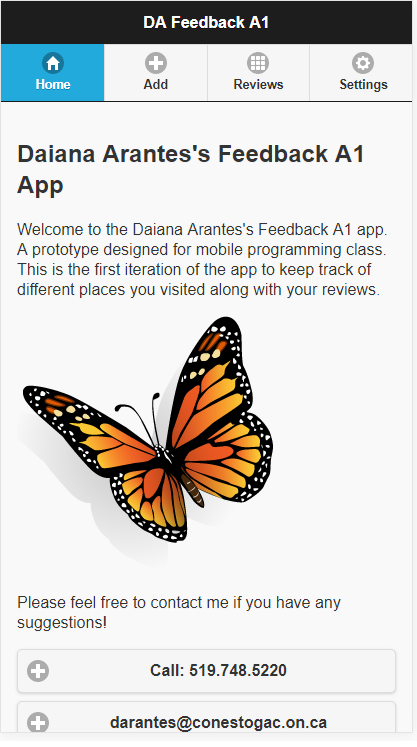 DA Feedback A1
Home Add Reviews Settings
Daiana Arantes's Feedback A1
App
Welcome to the Daiana Arantes's Feedback A1 app.
A prototype designed for mobile programming class.
This is the first iteration of the app to keep track of
different places you visited along with your reviews.
Please feel free to contact me if you have any
suggestions!
Call: 519.748.5220
darantes@conestogac.on.ca